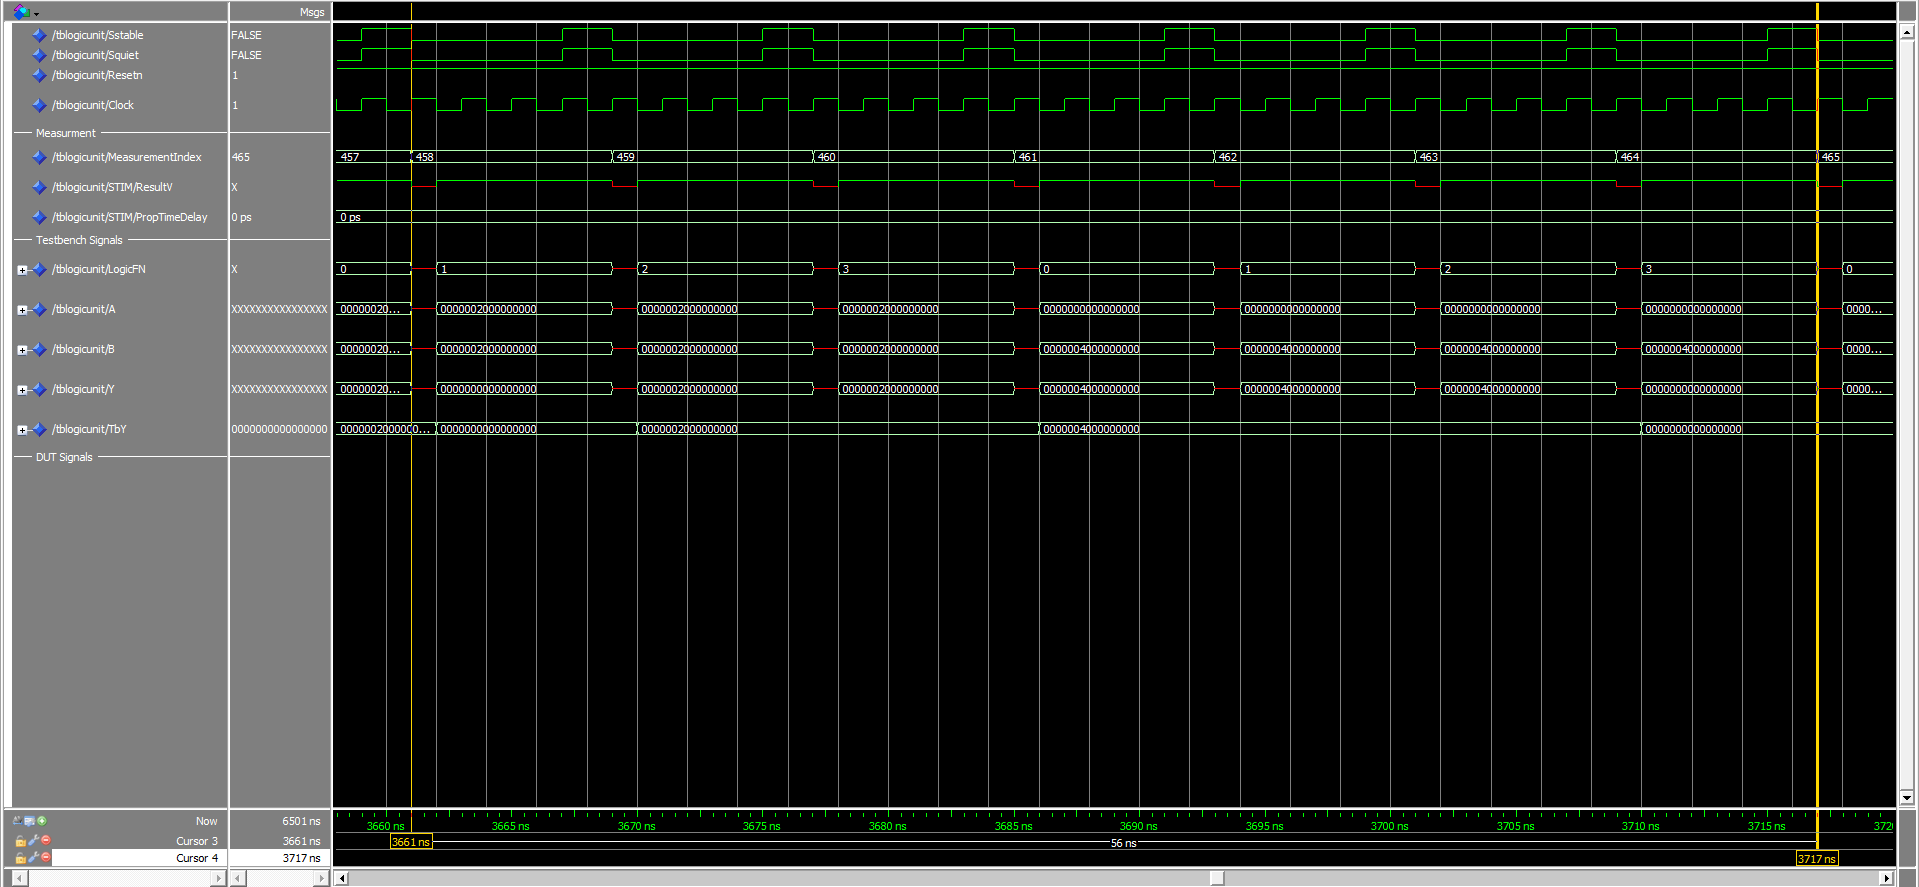 Msgs
/tblogicunit/Sstable FALSE
/tblogicunit/Squiet FALSE
/tblogicunit/Resetn 1
/tblogicunit/Clock 1
Measurment
/tblogicunit/MeasurementIndex 465 457 458 459 460 461 462 463 464 465
/tblogicunit/STIM/ResultV X
/tblogicunit/STIM/PropTimeDelay 0 ps 0 ps
Testbench Signals
/tblogicunit/LogicFN X 0 1 2 3 0 1 2 3 0
/tblogicunit/A XXXXXXXXXXXXXXXX 00000020... 0000002000000000 0000002000000000 0000002000000000 0000000000000000 0000000000000000 0000000000000000 0000000000000000 0000...
/tblogicunit/B XXXXXXXXXXXXXXXX 00000020... 0000002000000000 0000002000000000 0000002000000000 0000004000000000 0000004000000000 0000004000000000 0000004000000000 0000...
/tblogicunit/Y XXXXXXXXXXXXXXXX 00000020... 0000000000000000 0000002000000000 0000002000000000 0000004000000000 0000004000000000 0000004000000000 0000000000000000 0000...
/tblogicunit/TbY 0000000000000000 0000002000000... 0000000000000000 0000002000000000 0000004000000000 0000000000000000
DUT Signals
Now 6501 ns 3660 ns 3665 ns 3670 ns 3675 ns 3680 ns 3685 ns 3690 ns 3695 ns 3700 ns 3705 ns 3710 ns 3715 ns 3720
Cursor 3 3661 ns 3661 ns 56 ns
Cursor 4 3717 ns 3717 ns